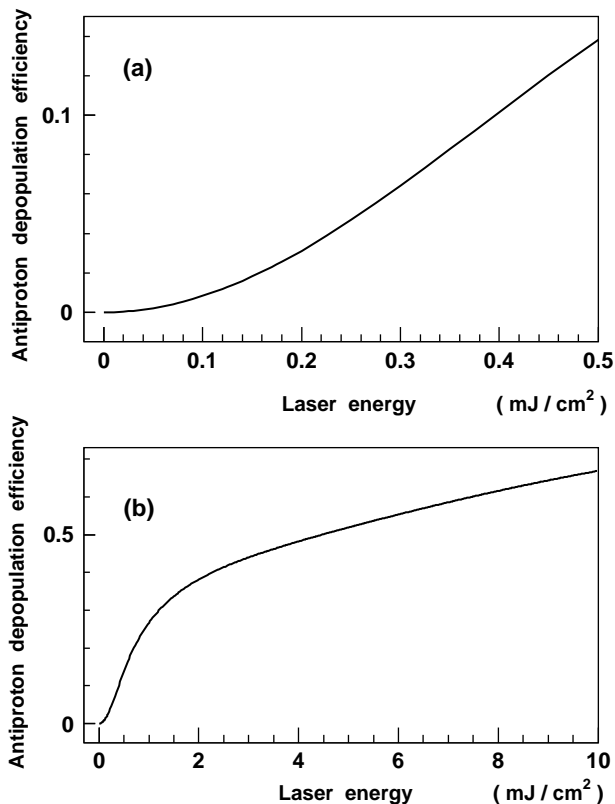 Antiproton depopulation efficiency
(a)
0.1
0
0 0.1 0.2 0.3 0.4 0.5
Laser energy ( mJ / cm²)
Antiproton depopulation efficiency
(b)
0.5
0
0 2 4 6 8 10
Laser energy ( mJ / cm²)